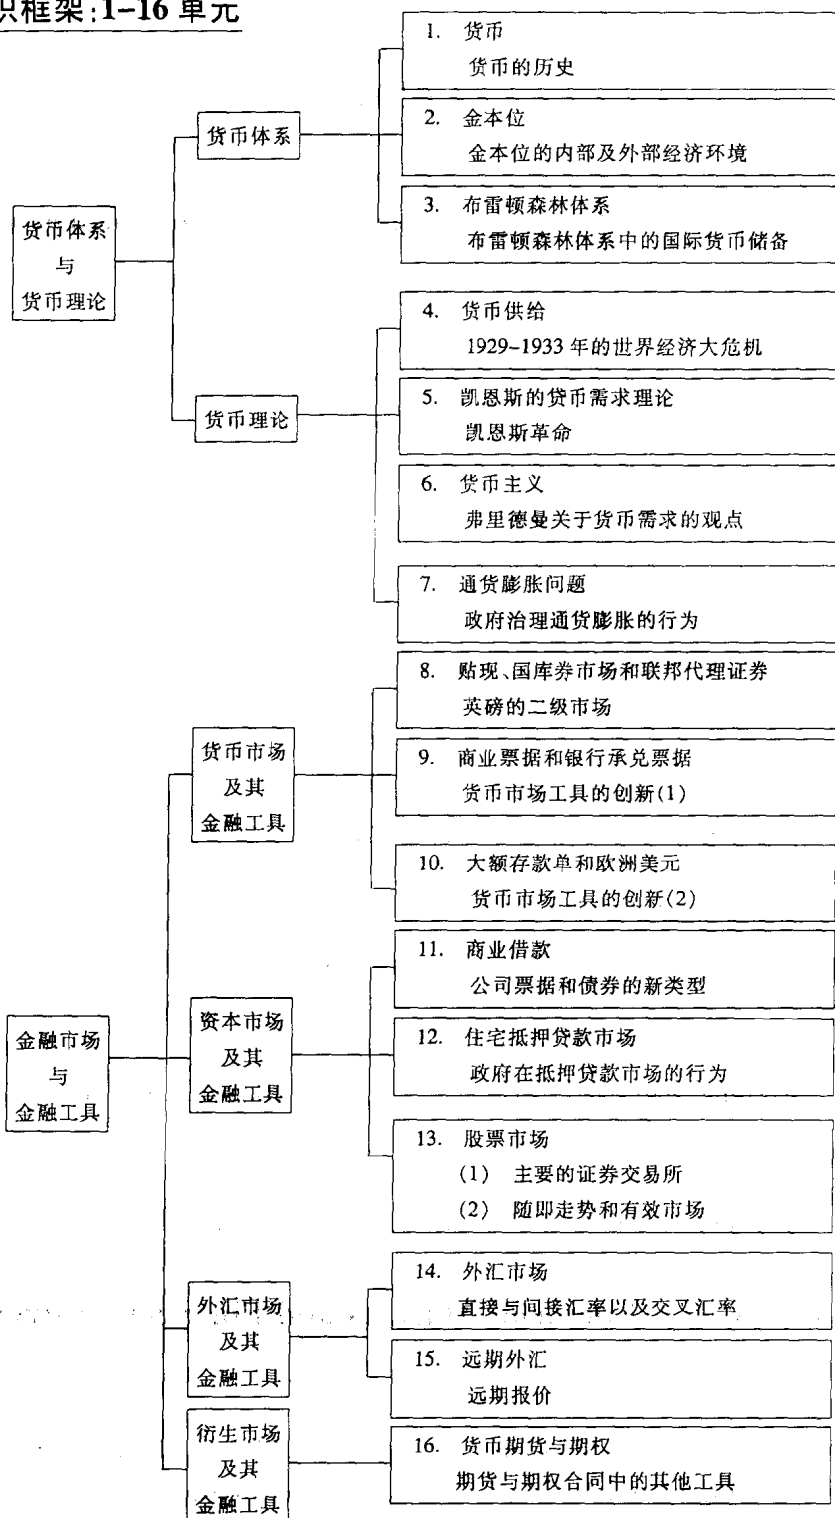 识框架:1-16 单元
货币体系
与
货币理论
货币体系
1. 货币
货币的历史
2. 金本位
金本位的内部及外部经济环境
3. 布雷顿森林体系
布雷顿森林体系中的国际货币储备
货币理论
4. 货币供给
1929-1933 年的世界经济大危机
5. 凯恩斯的货币需求理论
凯恩斯革命
6. 货币主义
弗里德曼关于货币需求的观点
7. 通货膨胀问题
政府治理通货膨胀的行为
金融市场
与
金融工具
货币市场
及其
金融工具
8. 贴现、国库券市场和联邦代理证券
英磅的二级市场
9. 商业票据和银行承兑票据
货币市场工具的创新(1)
10. 大额存款单和欧洲美元
货币市场工具的创新(2)
资本市场
及其
金融工具
11. 商业借款
公司票据和债券的新类型
12. 住宅抵押贷款市场
政府在抵押贷款市场的行为
13. 股票市场
(1) 主要的证券交易所
(2) 随即走势和有效市场
外汇市场
及其
金融工具
14. 外汇市场
直接与间接汇率以及交叉汇率
15. 远期外汇
远期报价
衍生市场
及其
金融工具
16. 货币期货与期权
期货与期权合同中的其他工具